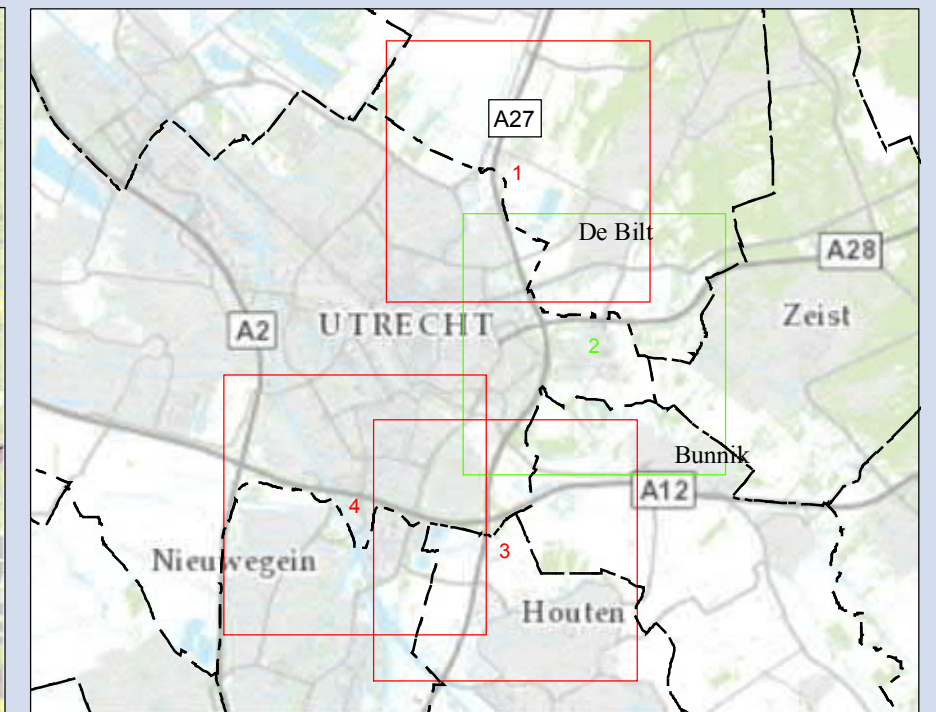 A27
1
De Bilt
A28
A2
UTRECHT
Zeist
2
Bunnik
A12
4
3
Nieuwegein
Houten